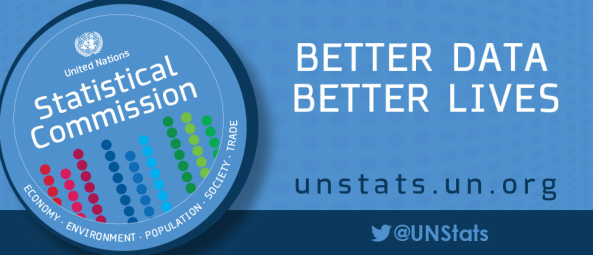 United Nations
Statistical
Commission
ECONOMY · ENVIRONMENT · POPULATION · SOCIETY · TRADE
BETTER DATA
BETTER LIVES
unstats.un.org
@UNStats